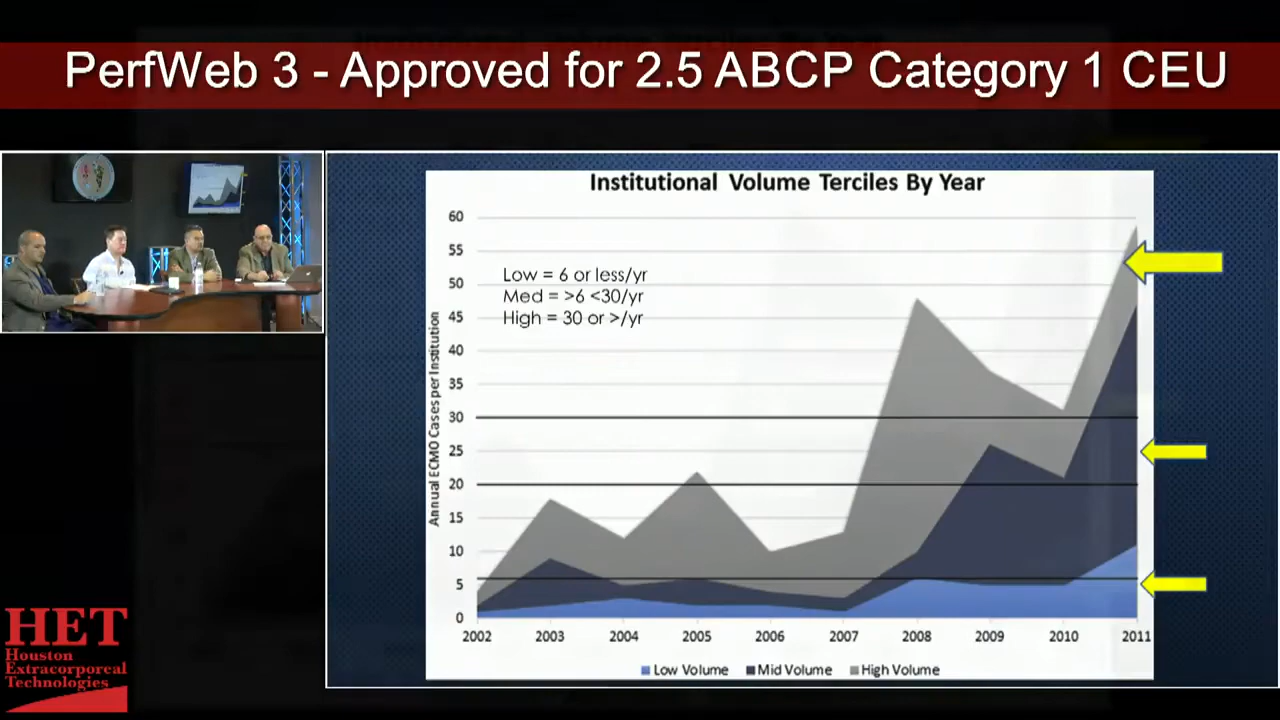 PerfWeb 3 - Approved for 2.5 ABCP Category 1 CEU
Institutional Volume Terciles By Year
Low = 6 or less/yr
Med = >6 <30/yr
High = 30 or >/yr
Annual ECMO Cases per Institution
60
55
50
45
40
35
30
25
20
15
10
5
0
2002 2003 2004 2005 2006 2007 2008 2009 2010 2011
Low Volume Mid Volume High Volume
HET
Houston
Extracorporeal
Technologies